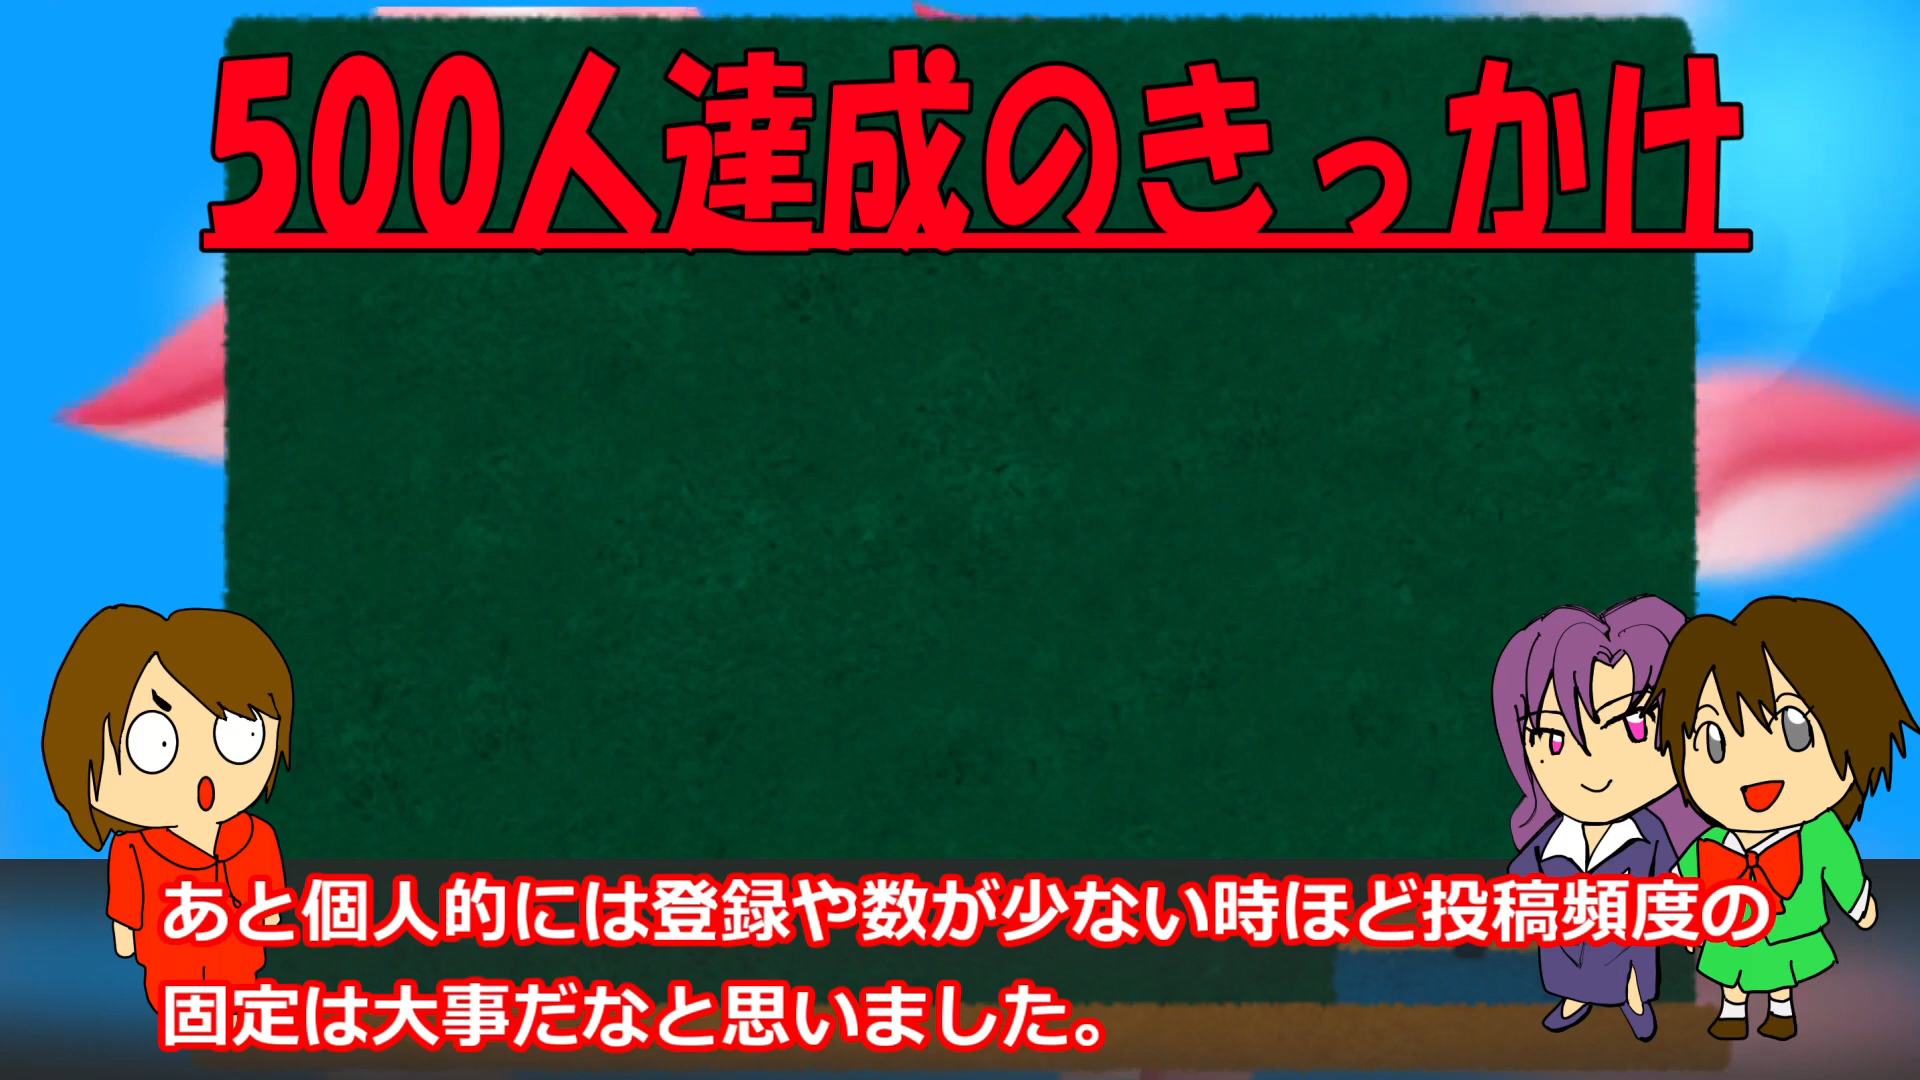 500人達成のきっかけ
あと個人的には登録や数が少ない時ほど投稿頻度の
固定は大事だなと思いました。